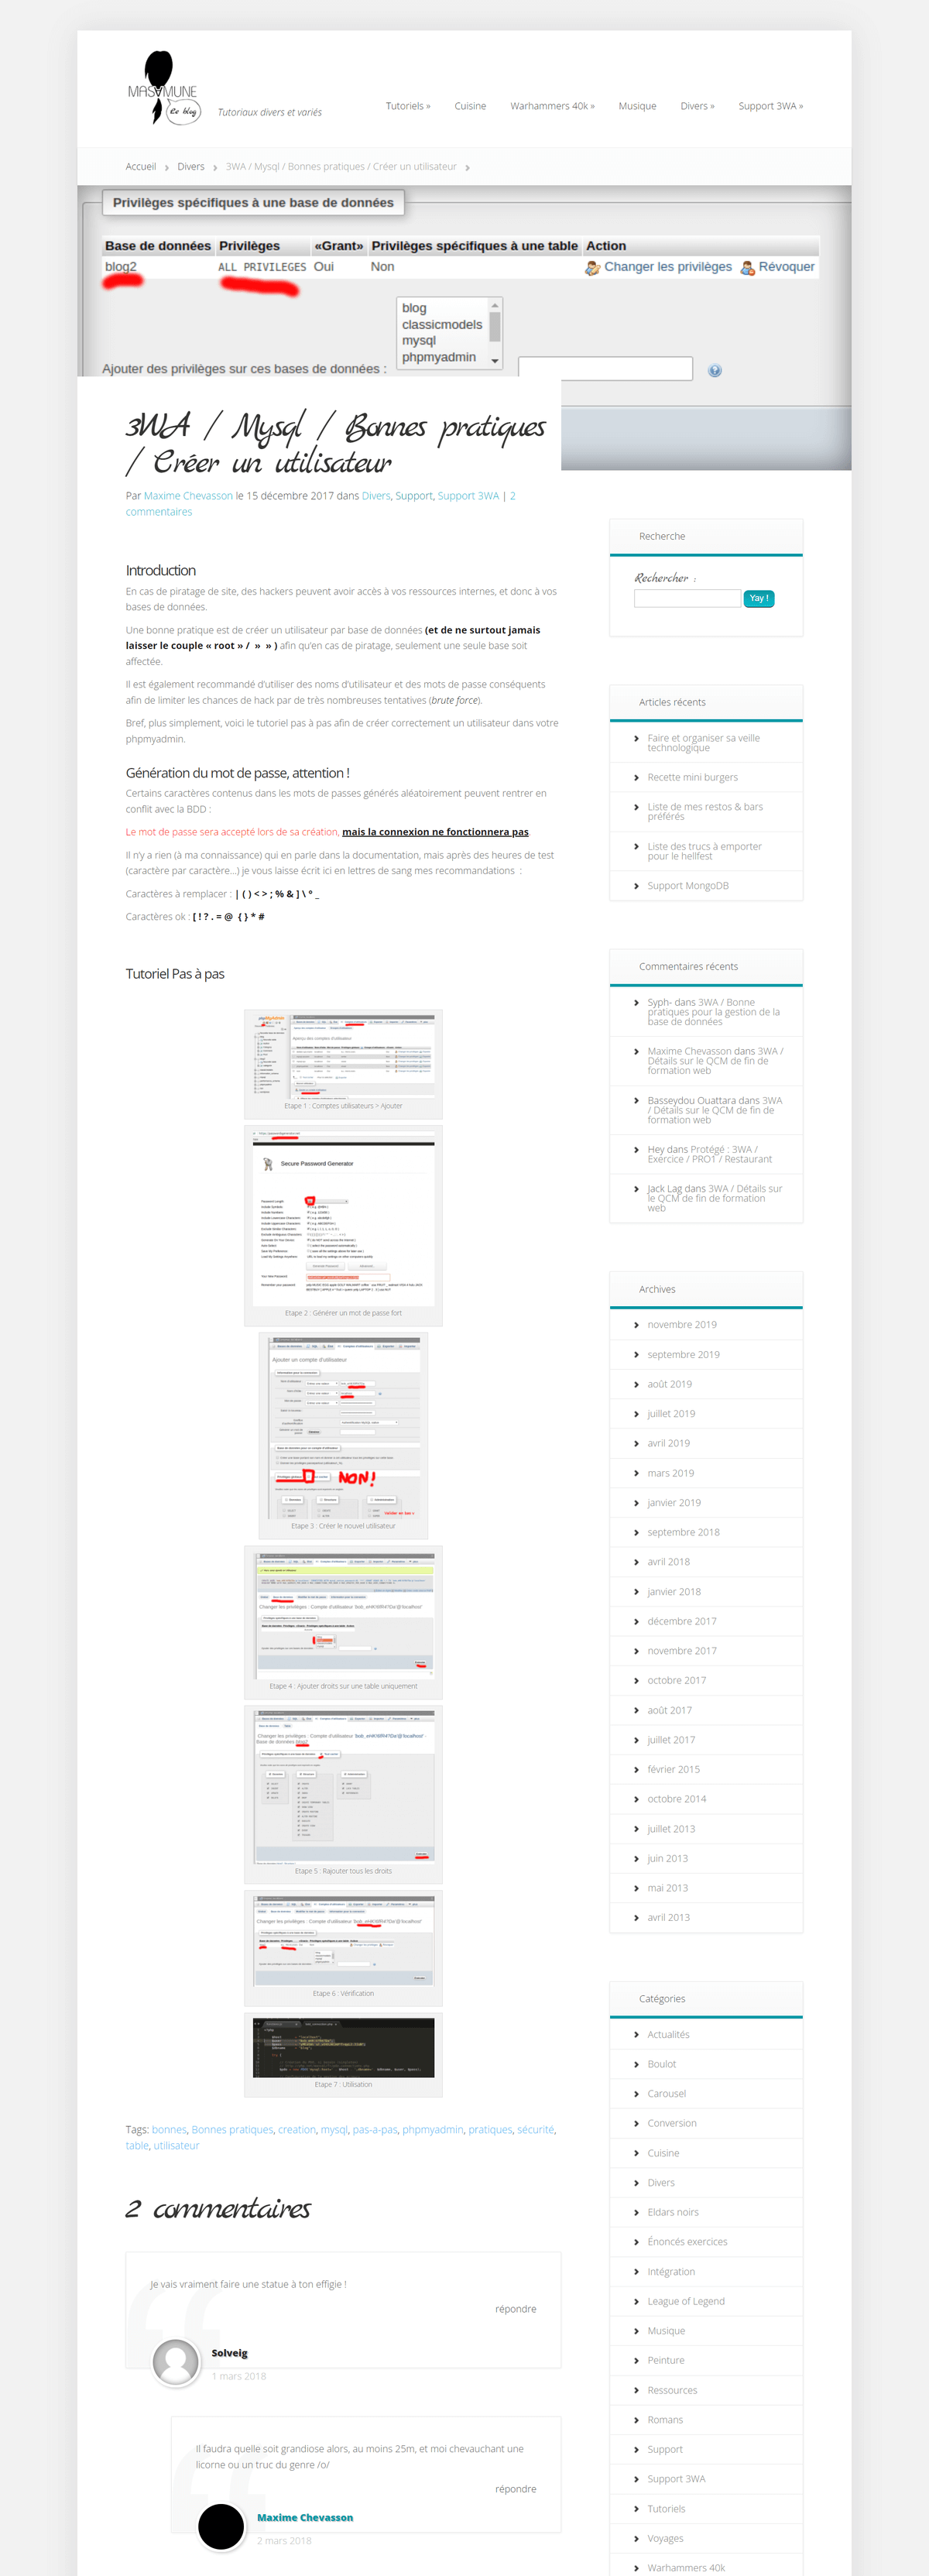 MASAMUNE
Le blog
Tutoriaux divers et variés
Tutoriels »
Cuisine
Warhammers 40k »
Musique
Divers »
Support 3WA »
Accueil
Divers
3WA / Mysql / Bonnes pratiques / Créer un utilisateur
Privilèges spécifiques à une base de données
Base de données Privilèges «Grant» Privilèges spécifiques à une table Action
blog2 ALL PRIVILEGES Oui Non Changer les privilèges Révoquer
blog
classicmodels
mysql
phpmyadmin
Ajouter des privilèges sur ces bases de données :
3WA / Mysql / Bonnes pratiques
/ Créer un utilisateur
Par Maxime Chevasson le 15 décembre 2017 dans Divers, Support, Support 3WA | 2
commentaires
Introduction
En cas de piratage de site, des hackers peuvent avoir accès à vos ressources internes, et donc à vos
bases de données.
Une bonne pratique est de créer un utilisateur par base de données (et de ne surtout jamais
laisser le couple « root » /  »  » ) afin qu'en cas de piratage, seulement une seule base soit
affectée.
Il est également recommandé d'utiliser des noms d'utilisateur et des mots de passe conséquents
afin de limiter les chances de hack par de très nombreuses tentatives (brute force).
Bref, plus simplement, voici le tutoriel pas à pas afin de créer correctement un utilisateur dans votre
phpmyadmin.
Génération du mot de passe, attention !
Certains caractères contenus dans les mots de passes générés aléatoirement peuvent rentrer en
conflit avec la BDD :
Le mot de passe sera accepté lors de sa création, mais la connexion ne fonctionnera pas.
Il n'y a rien (à ma connaissance) qui en parle dans la documentation, mais après des heures de test
(caractère par caractère...) je vous laisse écrit ici en lettres de sang mes recommandations  :
Caractères à remplacer : | ( ) < > ; % & ] \ ° _
Caractères ok : [ ! ? . = @  { } * #
Tutoriel Pas à pas
Etape 1 : Comptes utilisateurs > Ajouter
Secure Password Generator
Etape 2 : Générer un mot de passe fort
Ajouter un compte d'utilisateur
NON!
Etape 3 : Créer le nouvel utilisateur
Etape 4 : Ajouter droits sur une table uniquement
Etape 5 : Rajouter tous les droits
Etape 6 : Vérification
Etape 7 : Utilisation
Tags: bonnes, Bonnes pratiques, creation, mysql, pas-a-pas, phpmyadmin, pratiques, sécurité,
table, utilisateur
2 commentaires
Je vais vraiment faire une statue à ton effigie !
répondre
Solveig
1 mars 2018
Il faudra quelle soit grandiose alors, au moins 25m, et moi chevauchant une
licorne ou un truc du genre /o/
répondre
Maxime Chevasson
2 mars 2018
Recherche
Rechercher :
Yay !
Articles récents
Faire et organiser sa veille
technologique
Recette mini burgers
Liste de mes restos & bars
préférés
Liste des trucs à emporter
pour le hellfest
Support MongoDB
Commentaires récents
Syph- dans 3WA / Bonne
pratiques pour la gestion de la
base de données
Maxime Chevasson dans 3WA /
Détails sur le QCM de fin de
formation web
Basseydou Ouattara dans 3WA
/ Détails sur le QCM de fin de
formation web
Hey dans Protégé : 3WA /
Exercice / PRO1 / Restaurant
Jack Lag dans 3WA / Détails sur
le QCM de fin de formation
web
Archives
novembre 2019
septembre 2019
août 2019
juillet 2019
avril 2019
mars 2019
janvier 2019
septembre 2018
avril 2018
janvier 2018
décembre 2017
novembre 2017
octobre 2017
août 2017
juillet 2017
février 2015
octobre 2014
juillet 2013
juin 2013
mai 2013
avril 2013
Catégories
Actualités
Boulot
Carousel
Conversion
Cuisine
Divers
Eldars noirs
Énoncés exercices
Intégration
League of Legend
Musique
Peinture
Ressources
Romans
Support
Support 3WA
Tutoriels
Voyages
Warhammers 40k